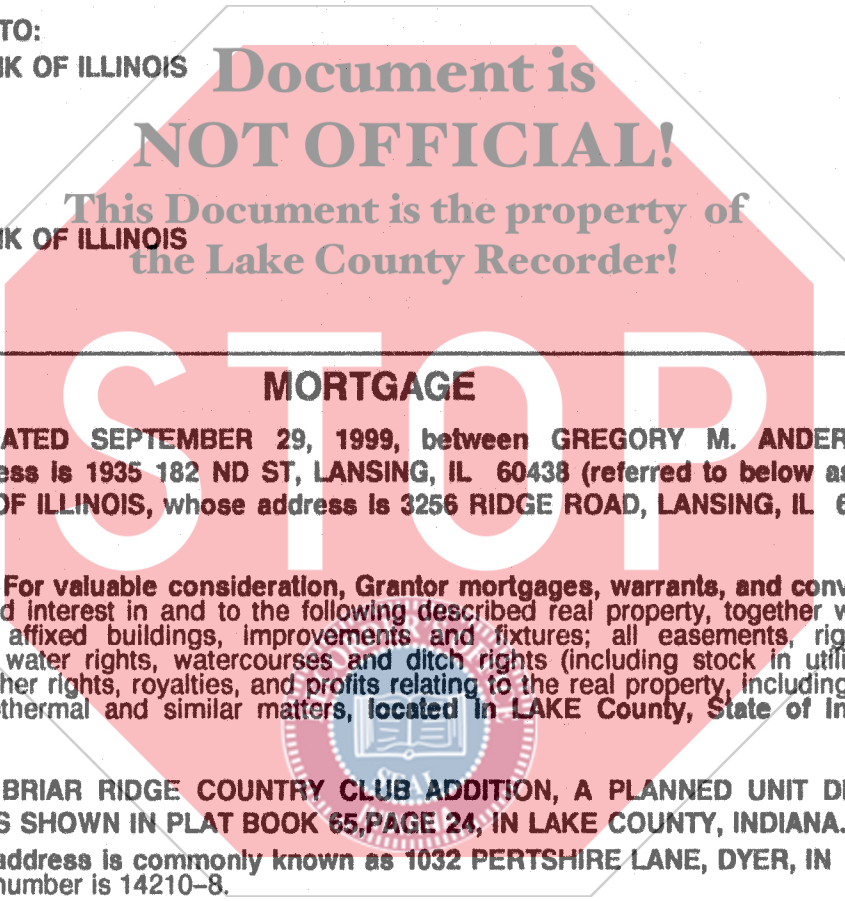 TO:
NK OF ILLINOIS
Document is
NOT OFFICIAL!
This Document is the property of
the Lake County Recorder!
NK OF ILLINOIS
STOP
MORTGAGE
ATED SEPTEMBER 29, 1999, between GREGORY M. ANDER
ess is 1935 182 ND ST, LANSING, IL 60438 (referred to below as
OF ILLINOIS, whose address is 3256 RIDGE ROAD, LANSING, IL 6
For valuable consideration, Grantor mortgages, warrants, and conv
d interest in and to the following described real property, together w
affixed buildings, improvements and fixtures; all easements, rig
water rights, watercourses and ditch rights (including stock in utili
her rights, royalties, and profits relating to the real property, including
thermal and similar matters, located in LAKE County, State of In
BRIAR RIDGE COUNTRY CLUB ADDITION, A PLANNED UNIT DE
S SHOWN IN PLAT BOOK 65,PAGE 24, IN LAKE COUNTY, INDIANA.
address is commonly known as 1032 PERTSHIRE LANE, DYER, IN
number is 14210-8.
SEAL